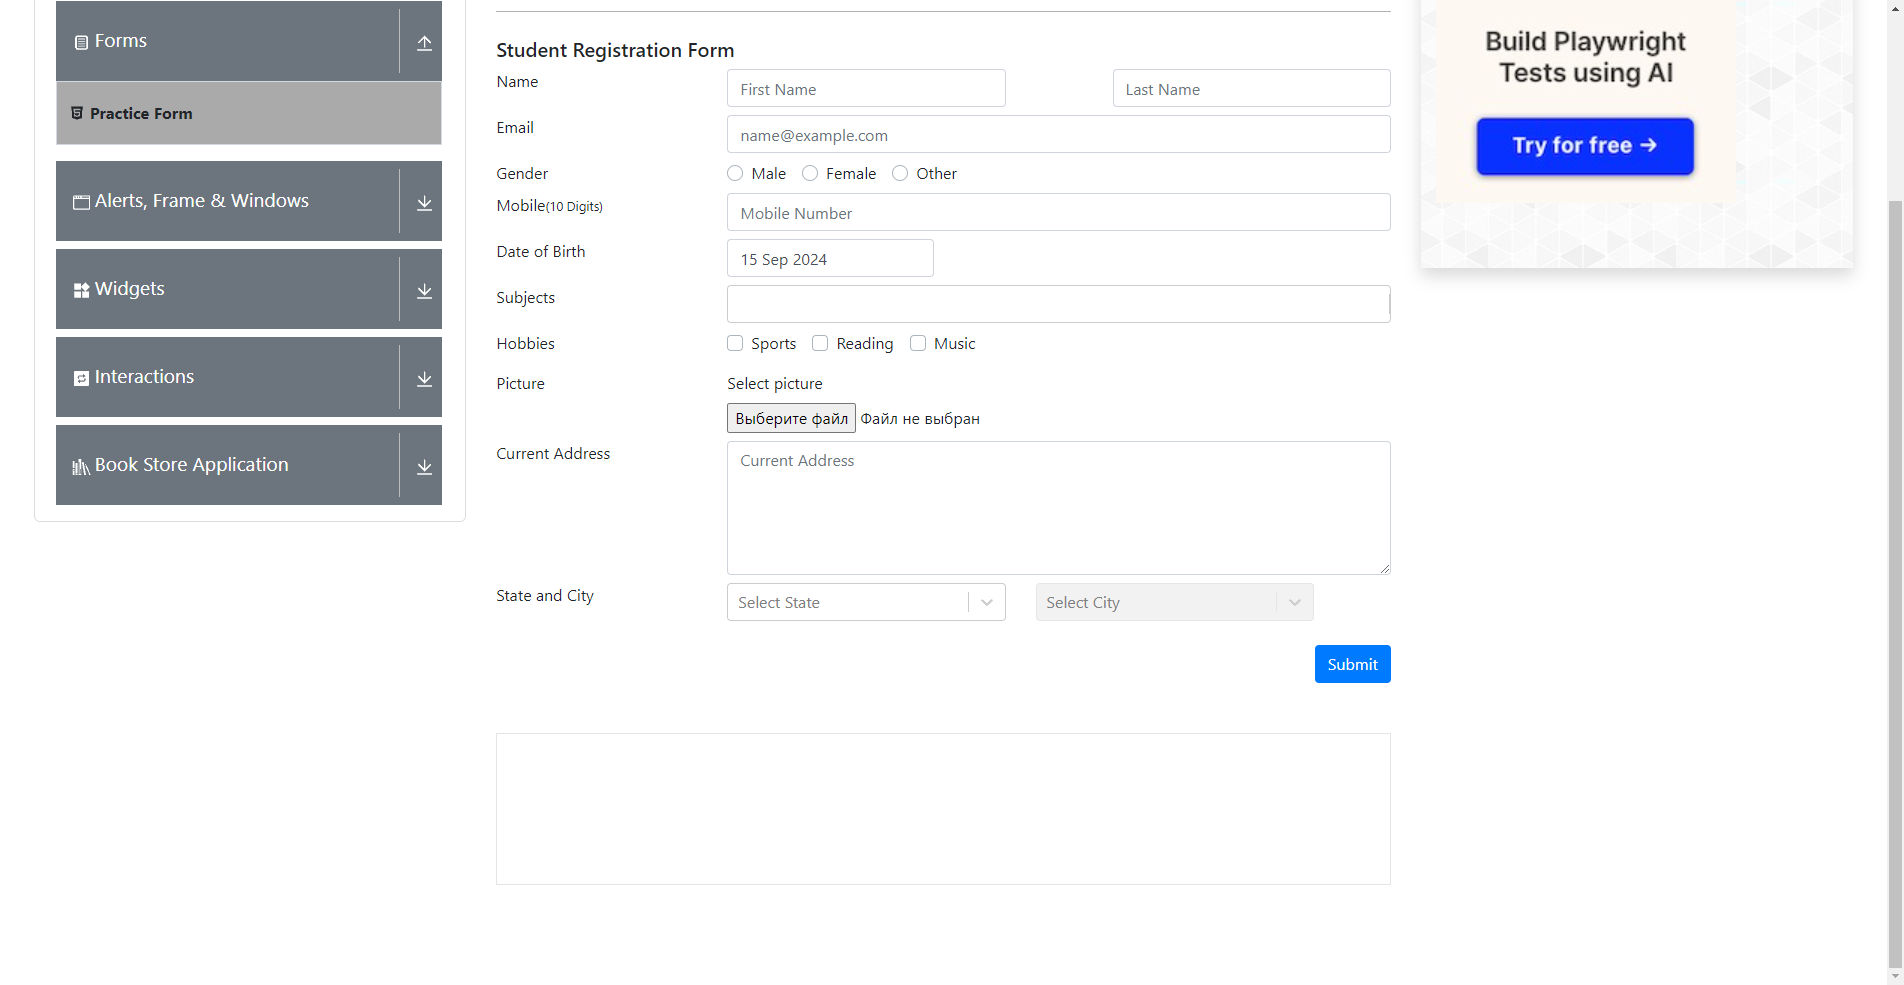 Forms
Practice Form
Alerts, Frame & Windows
Widgets
Interactions
Book Store Application
Student Registration Form
Name
First Name
Last Name
Email
name@example.com
Gender
Male
Female
Other
Mobile(10 Digits)
Mobile Number
Date of Birth
15 Sep 2024
Subjects
Hobbies
Sports
Reading
Music
Picture
Select picture
Выберите файл
Файл не выбран
Current Address
Current Address
State and City
Select State
Select City
Submit
Build Playwright
Tests using AI
Try for free →